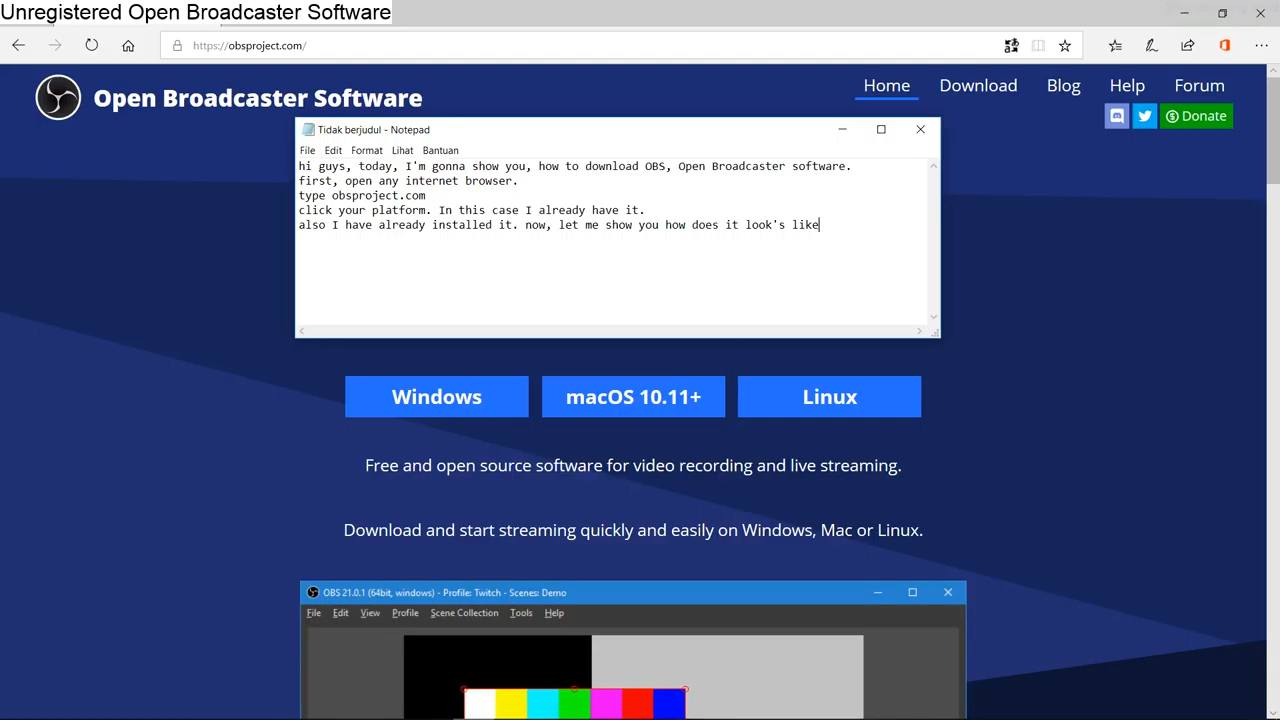 Unregistered Open Broadcaster Software
https://obsproject.com/
Open Broadcaster Software
Home Download Blog Help Forum
Donate
Tidak berjudul - Notepad
File Edit Format Lihat Bantuan
hi guys, today, I'm gonna show you, how to download OBS, Open Broadcaster software.
first, open any internet browser.
type obsproject.com
click your platform. In this case I already have it.
also I have already installed it. now, let me show you how does it look's like
Windows macOS 10.11+ Linux
Free and open source software for video recording and live streaming.
Download and start streaming quickly and easily on Windows, Mac or Linux.
OBS 21.0.1 (64bit, windows) - Profile: Twitch - Scenes: Demo
File Edit View Profile Scene Collection Tools Help